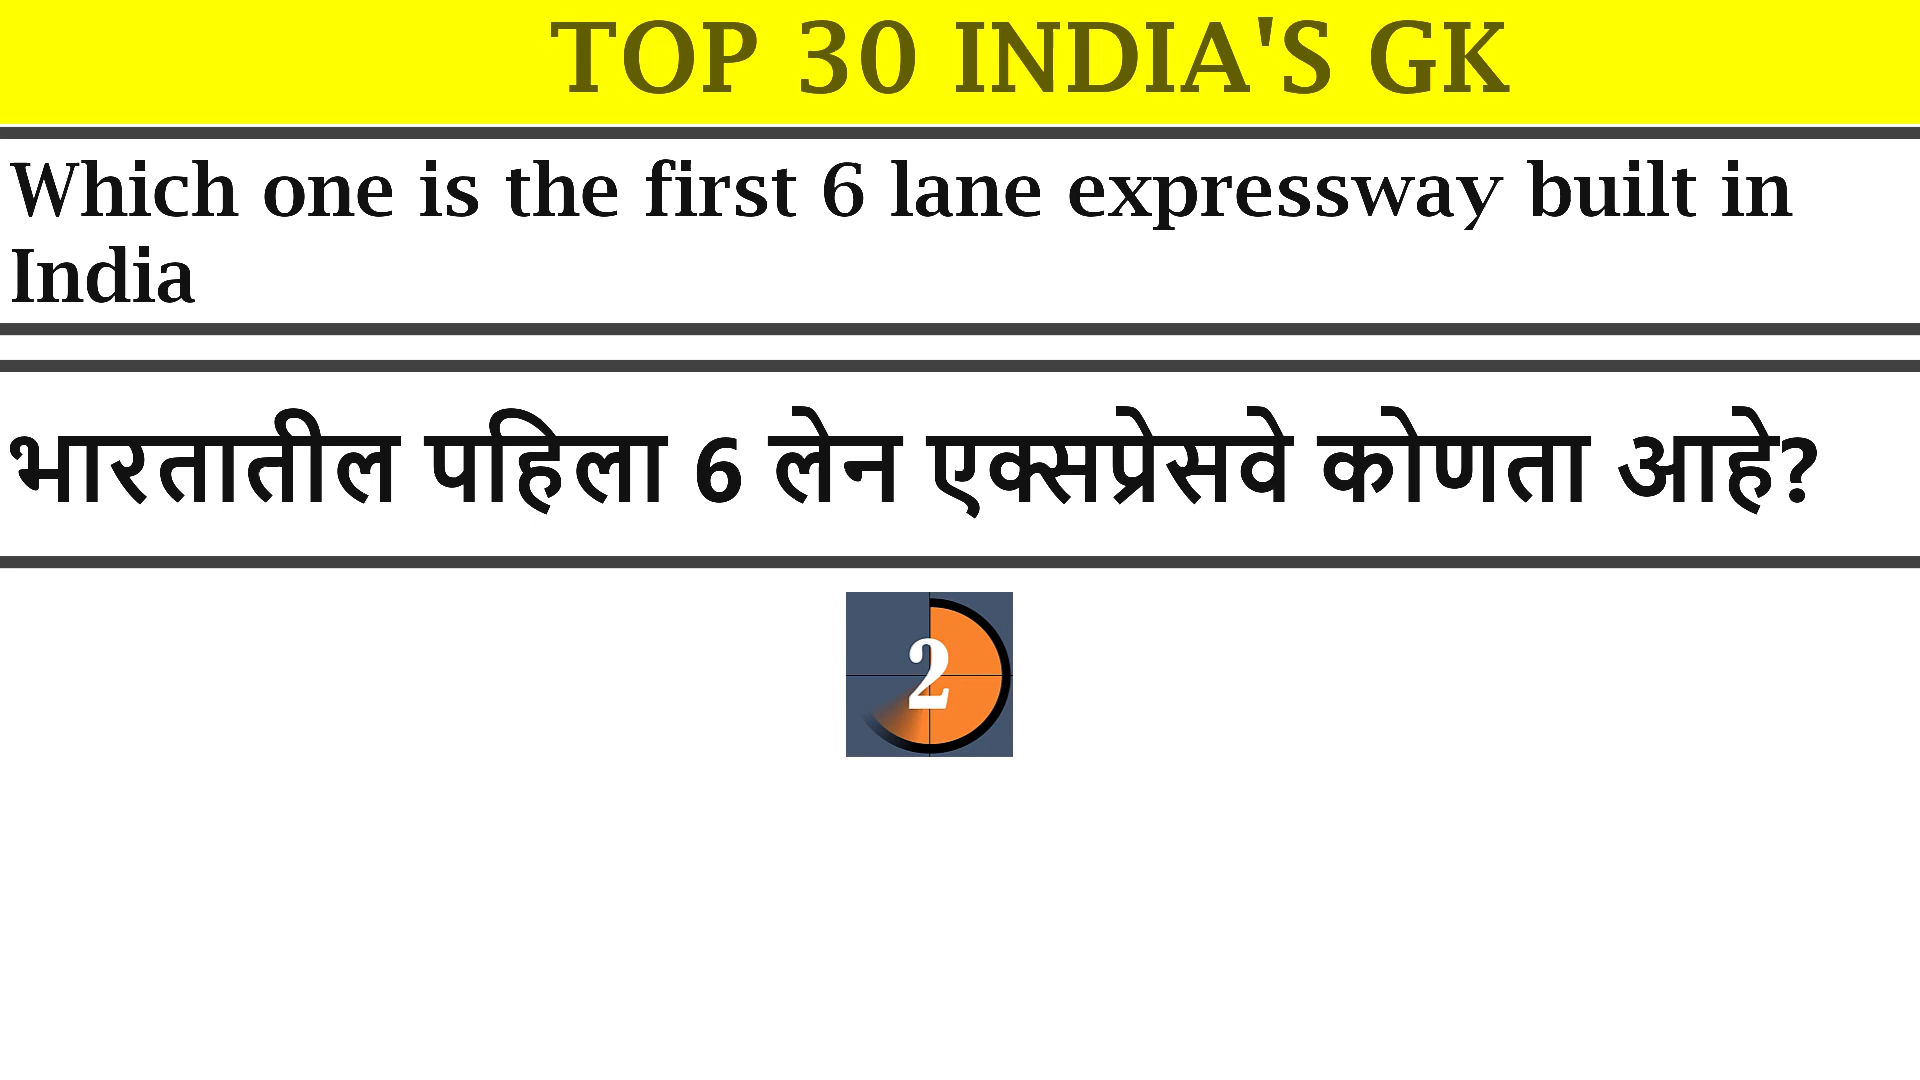 TOP 30 INDIA'S GK
Which one is the first 6 lane expressway built in
India
भारतातील पहिला 6 लेन एक्सप्रेसवे कोणता आहे?
2